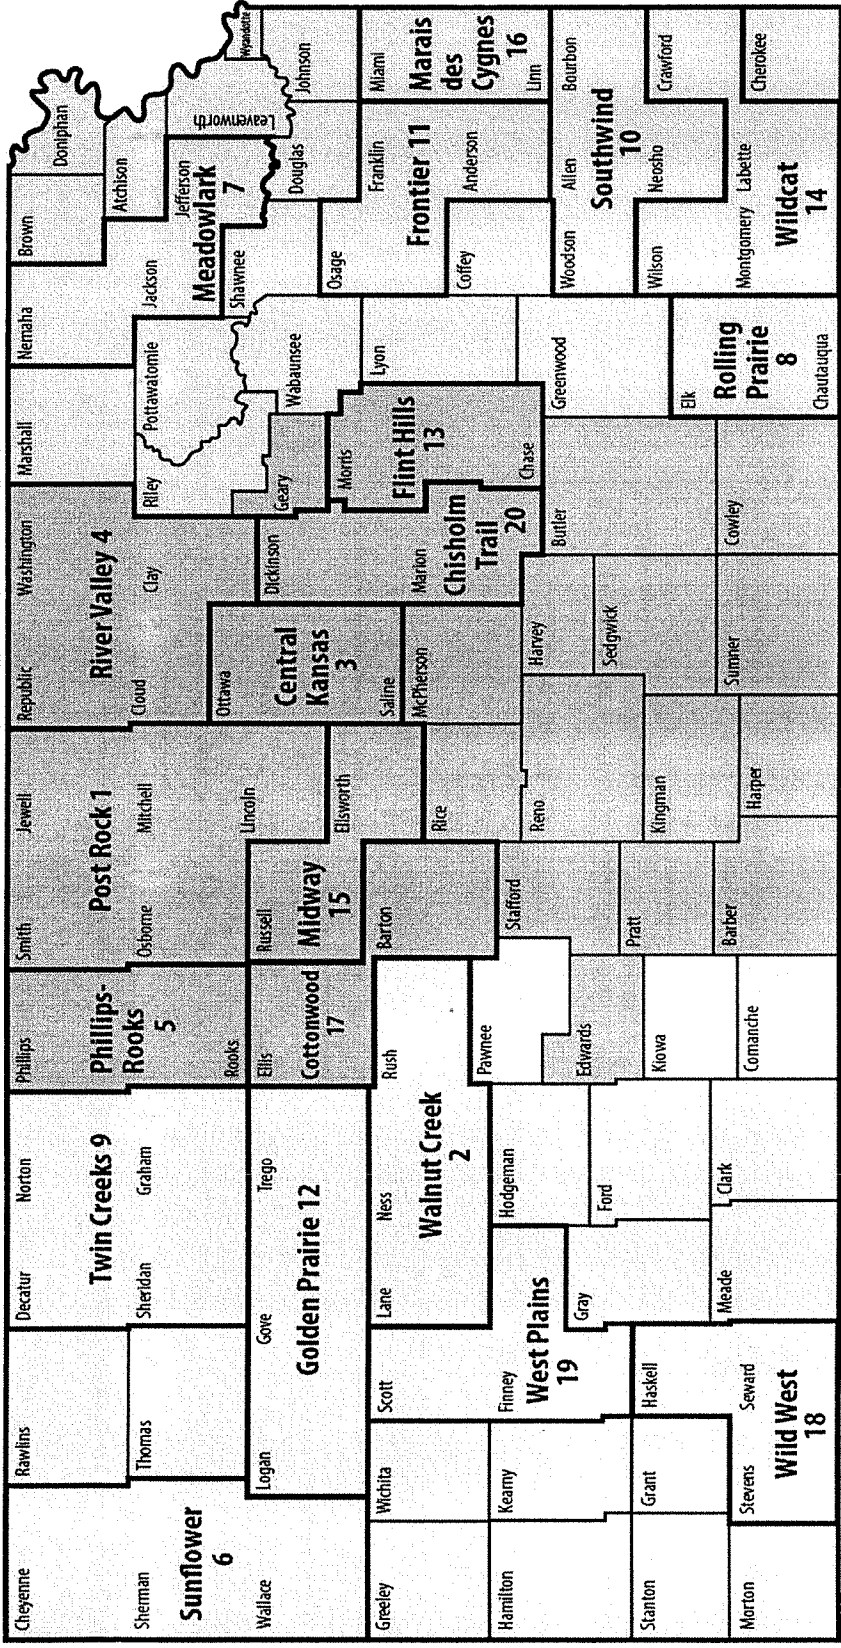 Cheyenne
Rawlins
Decatur
Norton
Phillips
Smith
Jewell
Republic
Washington
Marshall
Nemaha
Brown
Doniphan
Sherman
Thomas
Sheridan
Graham
Rooks
Osborne
Mitchell
Cloud
Clay
Riley
Pottawatomie
Jackson
Atchison
Jefferson
Leavenworth
Wyandotte
Sunflower
6
Twin Creeks 9
Phillips-
Rooks
5
Post Rock 1
River Valley 4
Meadowlark
7
Wallace
Logan
Gove
Trego
Ellis
Russell
Lincoln
Ottawa
Dickinson
Geary
Wabaunsee
Shawnee
Douglas
Johnson
Golden Prairie 12
Cottonwood
17
Midway
15
Ellsworth
Central
Kansas
3
Saline
Morris
Lyon
Osage
Franklin
Miami
Greeley
Wichita
Scott
Lane
Ness
Rush
Barton
Rice
McPherson
Marion
Flint Hills
13
Chase
Frontier 11
Coffey
Anderson
Marais
des
Cygnes
16
Linn
Walnut Creek
2
Chisholm
Trail
20
Hamilton
Kearny
Finney
West Plains
19
Hodgeman
Pawnee
Stafford
Reno
Harvey
Butler
Greenwood
Woodson
Allen
Bourbon
Southwind
10
Gray
Ford
Edwards
Sedgwick
Stanton
Grant
Haskell
Kiowa
Pratt
Kingman
Wilson
Neosho
Crawford
Elk
Morton
Stevens
Seward
Wild West
18
Meade
Clark
Comanche
Barber
Harper
Sumner
Cowley
Rolling
Prairie
8
Chautauqua
Montgomery
Labette
Cherokee
Wildcat
14